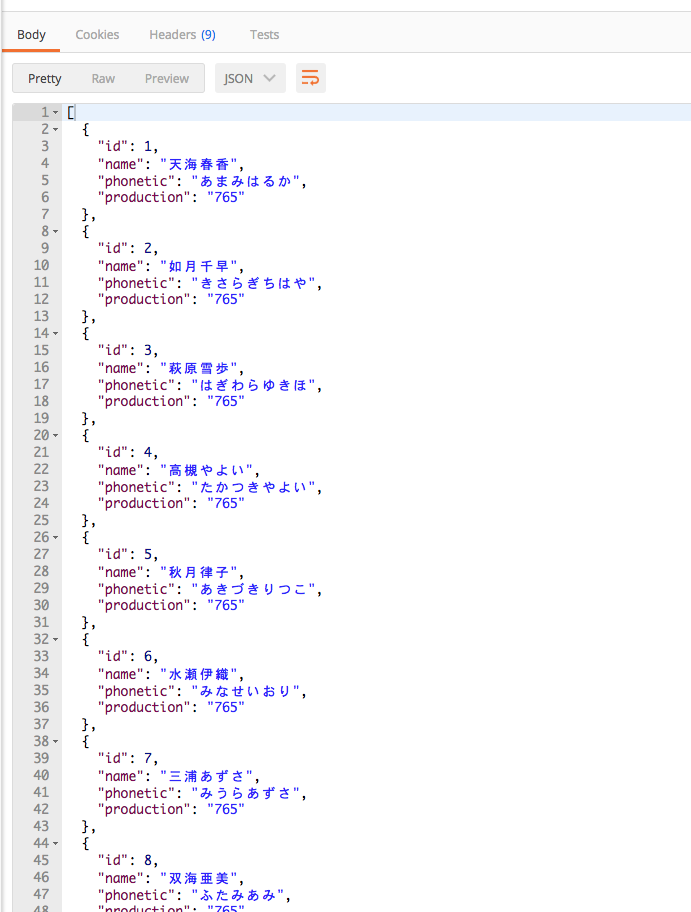 Body Cookies Headers (9) Tests
Pretty Raw Preview JSON
1 [
2 {
3 "id": 1,
4 "name": "天海春香",
5 "phonetic": "あまみはるか",
6 "production": "765"
7 },
8 {
9 "id": 2,
10 "name": "如月千早",
11 "phonetic": "きさらぎちはや",
12 "production": "765"
13 },
14 {
15 "id": 3,
16 "name": "萩原雪歩",
17 "phonetic": "はぎわらゆきほ",
18 "production": "765"
19 },
20 {
21 "id": 4,
22 "name": "高槻やよい",
23 "phonetic": "たかつきやよい",
24 "production": "765"
25 },
26 {
27 "id": 5,
28 "name": "秋月律子",
29 "phonetic": "あきづきりつこ",
30 "production": "765"
31 },
32 {
33 "id": 6,
34 "name": "水瀬伊織",
35 "phonetic": "みなせいおり",
36 "production": "765"
37 },
38 {
39 "id": 7,
40 "name": "三浦あずさ",
41 "phonetic": "みうらあずさ",
42 "production": "765"
43 },
44 {
45 "id": 8,
46 "name": "双海亜美",
47 "phonetic": "ふたみあみ",
48 "production": "765"